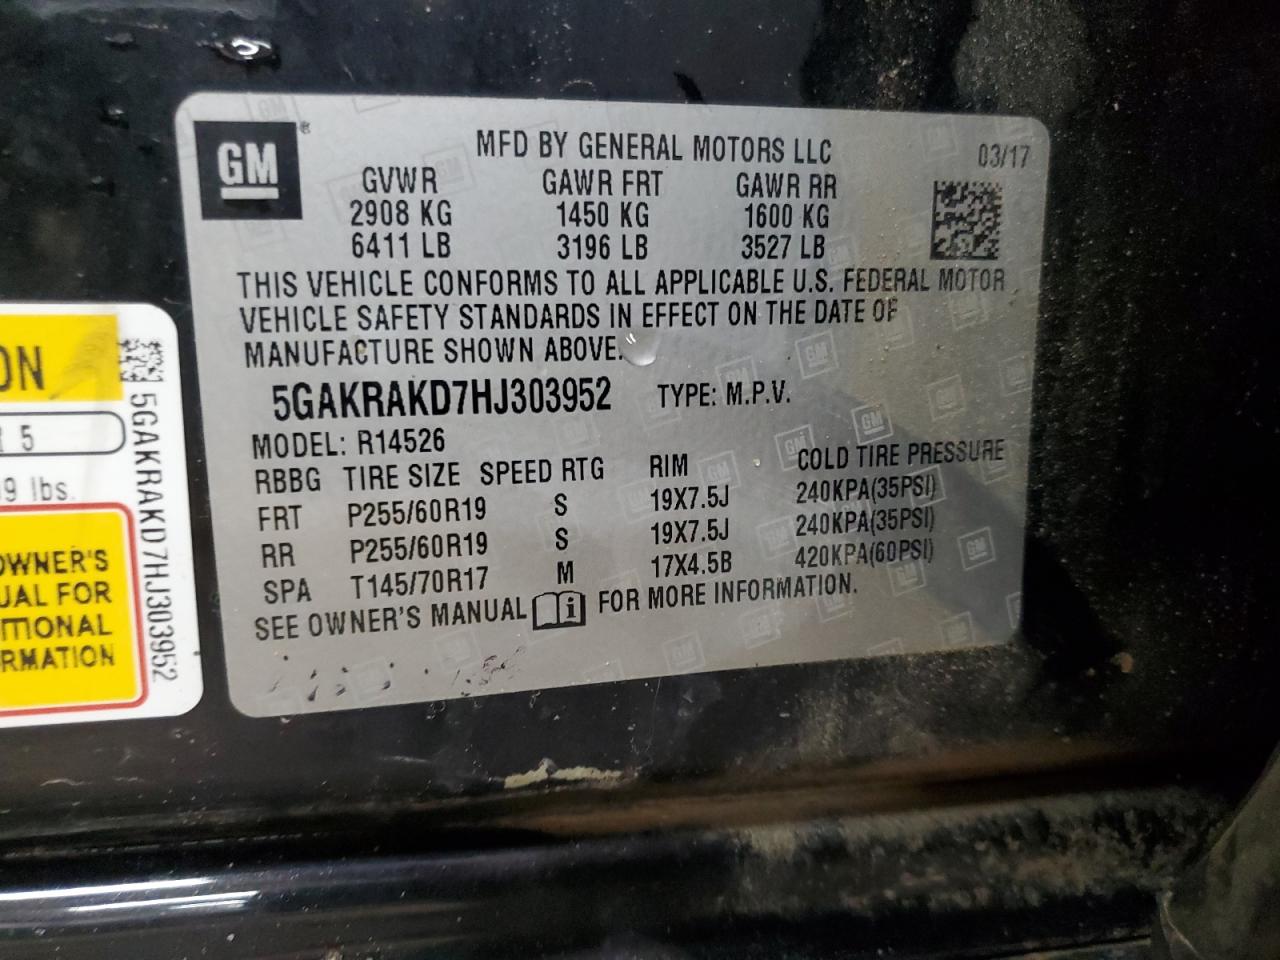 GM
MFD BY GENERAL MOTORS LLC 03/17
GVWR GAWR FRT GAWR RR
2908 KG 1450 KG 1600 KG
6411 LB 3196 LB 3527 LB
THIS VEHICLE CONFORMS TO ALL APPLICABLE U.S. FEDERAL MOTOR
VEHICLE SAFETY STANDARDS IN EFFECT ON THE DATE OF
MANUFACTURE SHOWN ABOVE.
5GAKRAKD7HJ303952 TYPE: M.P.V.
MODEL: R14526
RBBG TIRE SIZE SPEED RTG RIM COLD TIRE PRESSURE
FRT P255/60R19 S 19X7.5J 240KPA(35PSI)
RR P255/60R19 S 19X7.5J 240KPA(35PSI)
SPA T145/70R17 M 17X4.5B 420KPA(60PSI)
SEE OWNER'S MANUAL FOR MORE INFORMATION.
ON
R 5
9 lbs.
OWNER'S
UAL FOR
ITIONAL
RMATION
5GAKRAKD7HJ303952